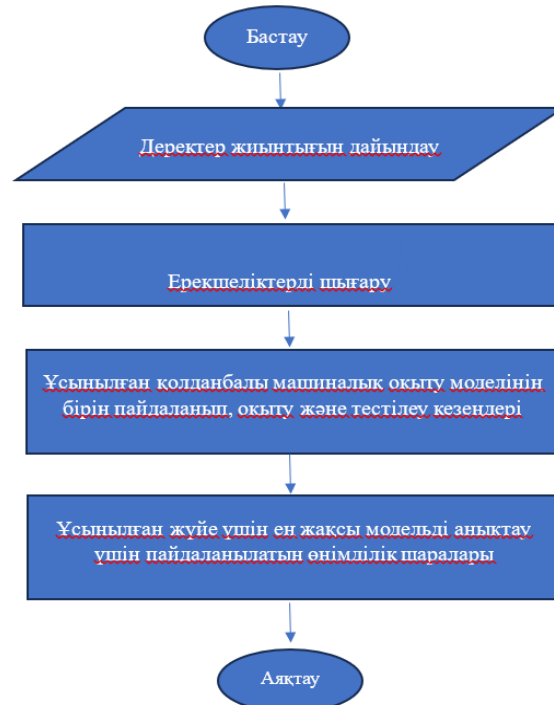 Бастау
Деректер жиынтығын дайындау
Ерекшеліктерді шығару
Ұсынылған қолданбалы машиналық оқыту моделінің
бірін пайдаланып, оқыту және тестілеу кезеңдері
Ұсынылған жүйе үшін ең жақсы модельді анықтау
үшін пайдаланылатын өнімділік шаралары
Аяқтау